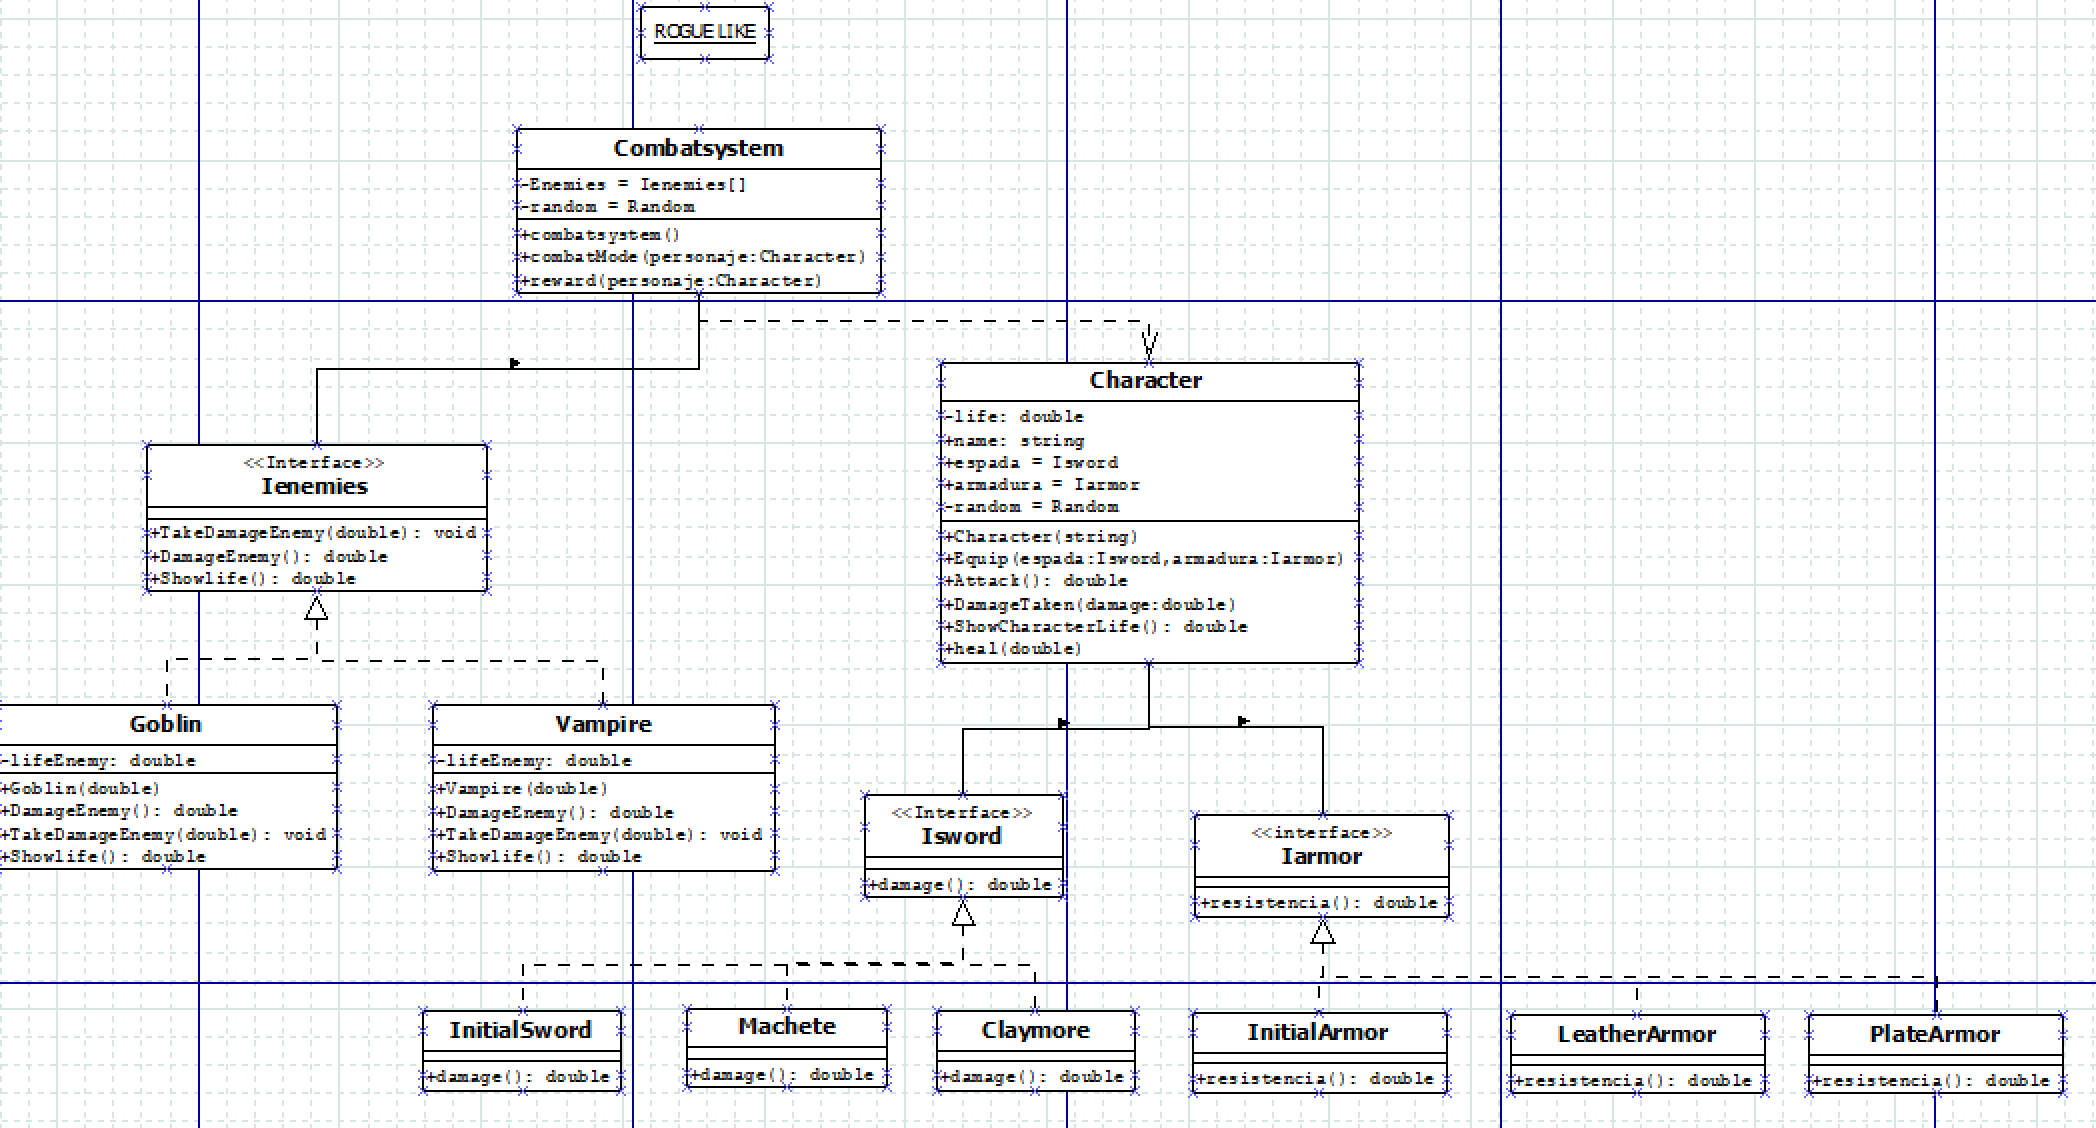 ROGUE LIKE
Combatsystem
-Enemies = Ienemies[]
-random = Random
+combatsystem()
+combatMode(personaje:Character)
+reward(personaje:Character)
Character
-life: double
+name: string
+espada = Isword
+armadura = Iarmor
-random = Random
+Character(string)
+Equip(espada:Isword,armadura:Iarmor)
+Attack(): double
+DamageTaken(damage:double)
+ShowCharacterLife(): double
+heal(double)
<<Interface>>
Ienemies
+TakeDamageEnemy(double): void
+DamageEnemy(): double
+Showlife(): double
Goblin
-lifeEnemy: double
+Goblin(double)
+DamageEnemy(): double
+TakeDamageEnemy(double): void
+Showlife(): double
Vampire
-lifeEnemy: double
+Vampire(double)
+DamageEnemy(): double
+TakeDamageEnemy(double): void
+Showlife(): double
<<Interface>>
Isword
+damage(): double
<<interface>>
Iarmor
+resistencia(): double
InitialSword
+damage(): double
Machete
+damage(): double
Claymore
+damage(): double
InitialArmor
+resistencia(): double
LeatherArmor
+resistencia(): double
PlateArmor
+resistencia(): double